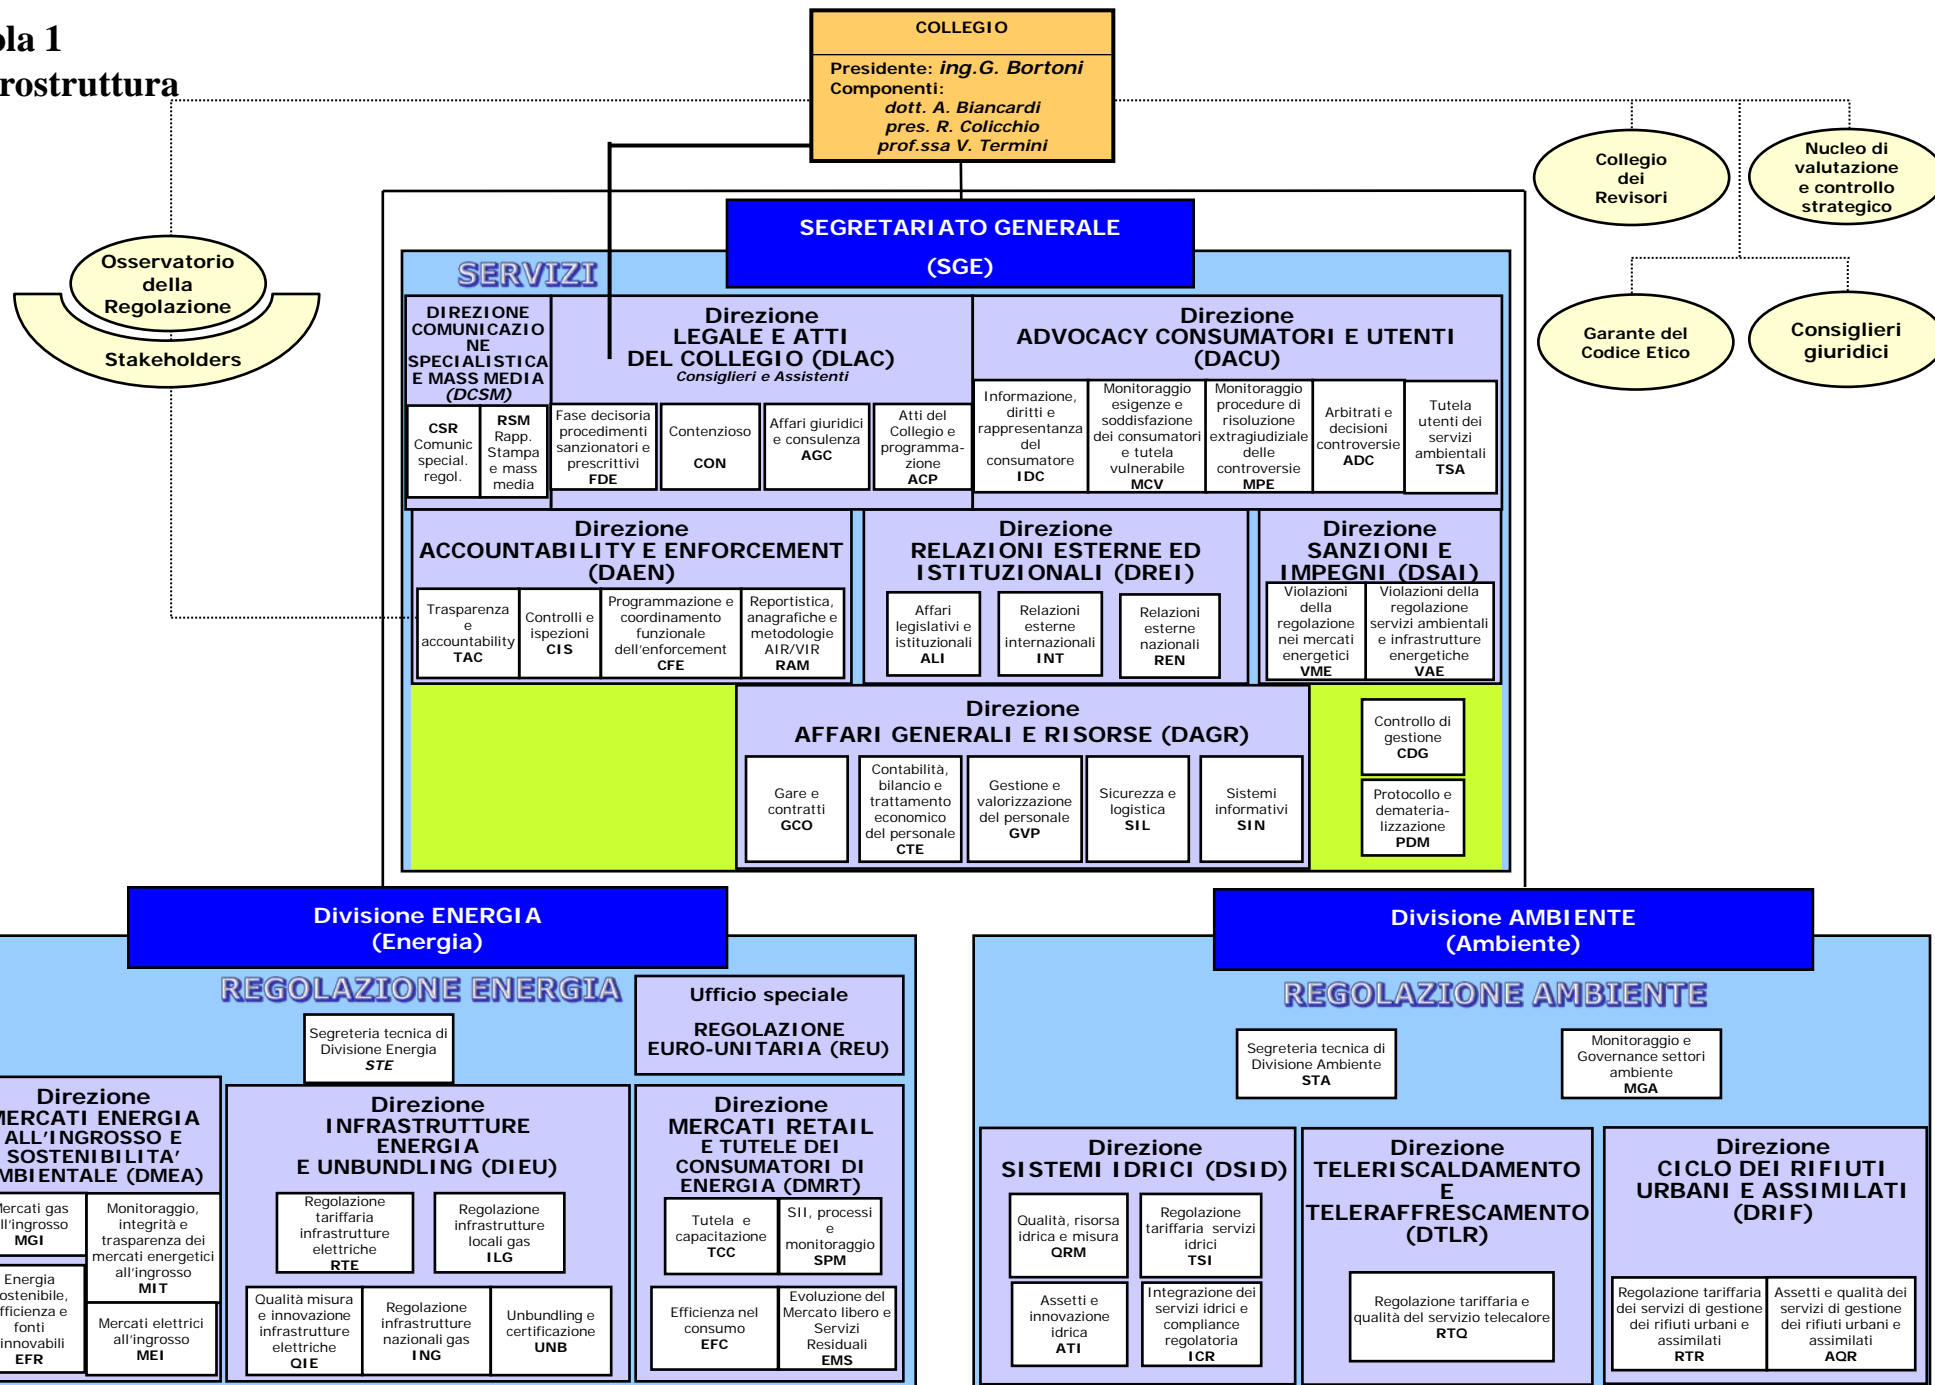 ola 1
rostruttura
COLLEGIO
Presidente: ing.G. Bortoni
Componenti:
dott. A. Biancardi
pres. R. Colicchio
prof.ssa V. Termini
Osservatorio
della
Regolazione
Stakeholders
Collegio
dei
Revisori
Nucleo di
valutazione
e controllo
strategico
Garante del
Codice Etico
Consiglieri
giuridici
SEGRETARIATO GENERALE
(SGE)
SERVIZI
DIREZIONE
COMUNICAZIO
NE
SPECIALISTICA
E MASS MEDIA
(DCSM)
CSR
Comunic
special.
regol.
RSM
Rapp.
Stampa
e mass
media
Direzione
LEGALE E ATTI
DEL COLLEGIO (DLAC)
Consiglieri e Assistenti
Fase decisoria
procedimenti
sanzionatori e
prescrittivi
FDE
Contenzioso
CON
Affari giuridici
e consulenza
AGC
Atti del
Collegio e
programma-
zione
ACP
Direzione
ADVOCACY CONSUMATORI E UTENTI
(DACU)
Informazione,
diritti e
rappresentanza
del
consumatore
IDC
Monitoraggio
esigenze e
soddisfazione
dei consumatori
e tutela
vulnerabile
MCV
Monitoraggio
procedure di
risoluzione
extragiudiziale
delle
controversie
MPE
Arbitrati e
decisioni
controversie
ADC
Tutela
utenti dei
servizi
ambientali
TSA
Direzione
ACCOUNTABILITY E ENFORCEMENT
(DAEN)
Trasparenza
e
accountability
TAC
Controlli e
ispezioni
CIS
Programmazione e
coordinamento
funzionale
dell'enforcement
CFE
Reportistica,
anagrafiche e
metodologie
AIR/VIR
RAM
Direzione
RELAZIONI ESTERNE ED
ISTITUZIONALI (DREI)
Affari
legislativi e
istituzionali
ALI
Relazioni
esterne
internazionali
INT
Relazioni
esterne
nazionali
REN
Direzione
SANZIONI E
IMPEGNI (DSAI)
Violazioni
della
regolazione
nei mercati
energetici
VME
Violazioni della
regolazione
servizi ambientali
e infrastrutture
energetiche
VAE
Direzione
AFFARI GENERALI E RISORSE (DAGR)
Gare e
contratti
GCO
Contabilità,
bilancio e
trattamento
economico
del personale
CTE
Gestione e
valorizzazione
del personale
GVP
Sicurezza e
logistica
SIL
Sistemi
informativi
SIN
Controllo di
gestione
CDG
Protocollo e
demateria-
lizzazione
PDM
Divisione ENERGIA
(Energia)
REGOLAZIONE ENERGIA
Segreteria tecnica di
Divisione Energia
STE
Ufficio speciale
REGOLAZIONE
EURO-UNITARIA (REU)
Direzione
MERCATI ENERGIA
ALL'INGROSSO E
SOSTENIBILITA'
MBIENTALE (DMEA)
Mercati gas
ll'ingrosso
MGI
Monitoraggio,
integrità e
trasparenza dei
mercati energetici
all'ingrosso
MIT
Energia
ostenibile,
fficienza e
fonti
innovabili
EFR
Mercati elettrici
all'ingrosso
MEI
Direzione
INFRASTRUTTURE
ENERGIA
E UNBUNDLING (DIEU)
Regolazione
tariffaria
infrastrutture
elettriche
RTE
Regolazione
infrastrutture
locali gas
ILG
Qualità misura
e innovazione
infrastrutture
elettriche
QIE
Regolazione
infrastrutture
nazionali gas
ING
Unbundling e
certificazione
UNB
Direzione
MERCATI RETAIL
E TUTELE DEI
CONSUMATORI DI
ENERGIA (DMRT)
Tutela e
capacitazione
TCC
SII, processi
e
monitoraggio
SPM
Efficienza nel
consumo
EFC
Evoluzione del
Mercato libero e
Servizi
Residuali
EMS
Divisione AMBIENTE
(Ambiente)
REGOLAZIONE AMBIENTE
Segreteria tecnica di
Divisione Ambiente
STA
Monitoraggio e
Governance settori
ambiente
MGA
Direzione
SISTEMI IDRICI (DSID)
Qualità, risorsa
idrica e misura
QRM
Regolazione
tariffaria servizi
idrici
TSI
Assetti e
innovazione
idrica
ATI
Integrazione dei
servizi idrici e
compliance
regolatoria
ICR
Direzione
TELERISCALDAMENTO
E
TELERAFFRESCAMENTO
(DTLR)
Regolazione tariffaria e
qualità del servizio telecalore
RTQ
Direzione
CICLO DEI RIFIUTI
URBANI E ASSIMILATI
(DRIF)
Regolazione tariffaria
dei servizi di gestione
dei rifiuti urbani e
assimilati
RTR
Assetti e qualità dei
servizi di gestione
dei rifiuti urbani e
assimilati
AQR